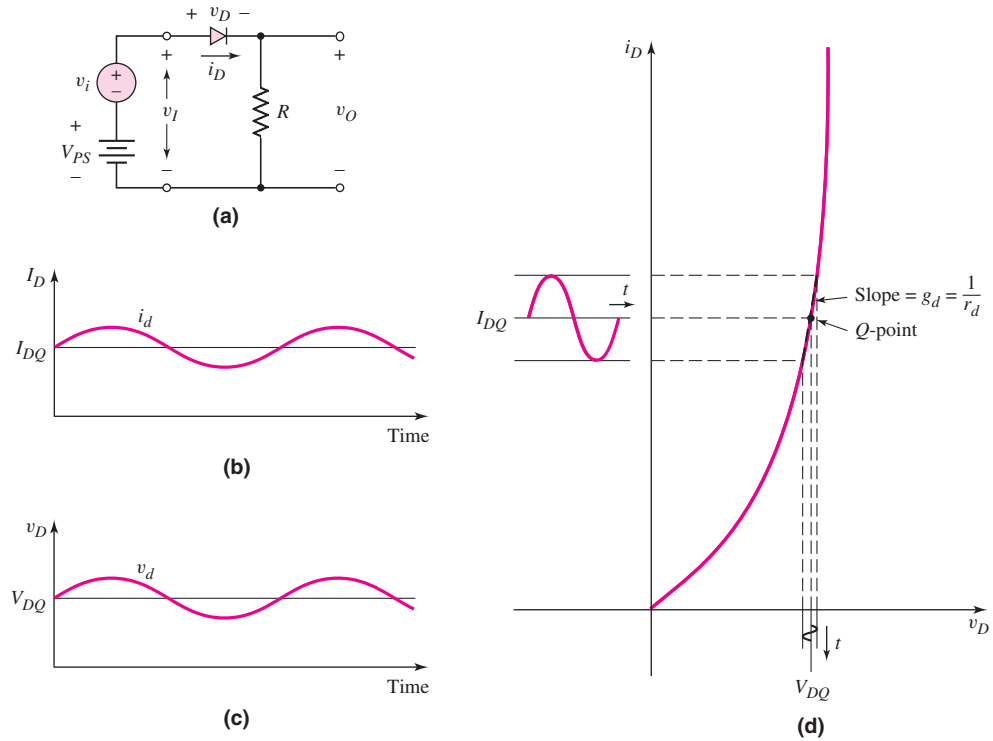 + v_D −
i_D
v_i
+
−
+
V_PS
−
+
v_I
−
R
+
v_O
−
(a)
I_D
i_d
I_DQ
Time
(b)
v_D
v_d
V_DQ
Time
(c)
i_D
t
I_DQ
Slope = g_d = 1/r_d
Q-point
v_D
t
V_DQ
(d)